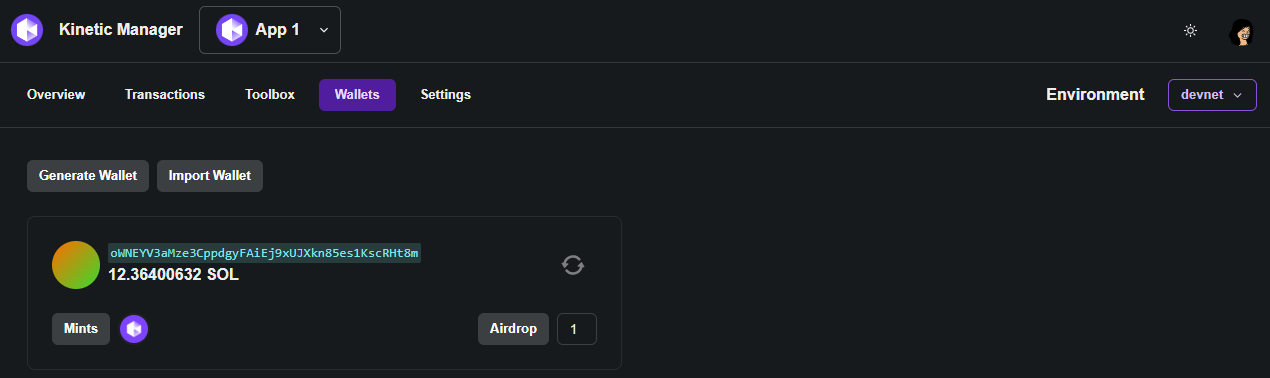 Kinetic Manager App 1
Overview Transactions Toolbox Wallets Settings Environment devnet
Generate Wallet Import Wallet
oWNEYV3aMze3CppdgyFAiEj9xUJXkn85es1KscRHt8m
12.36400632 SOL
Mints Airdrop 1